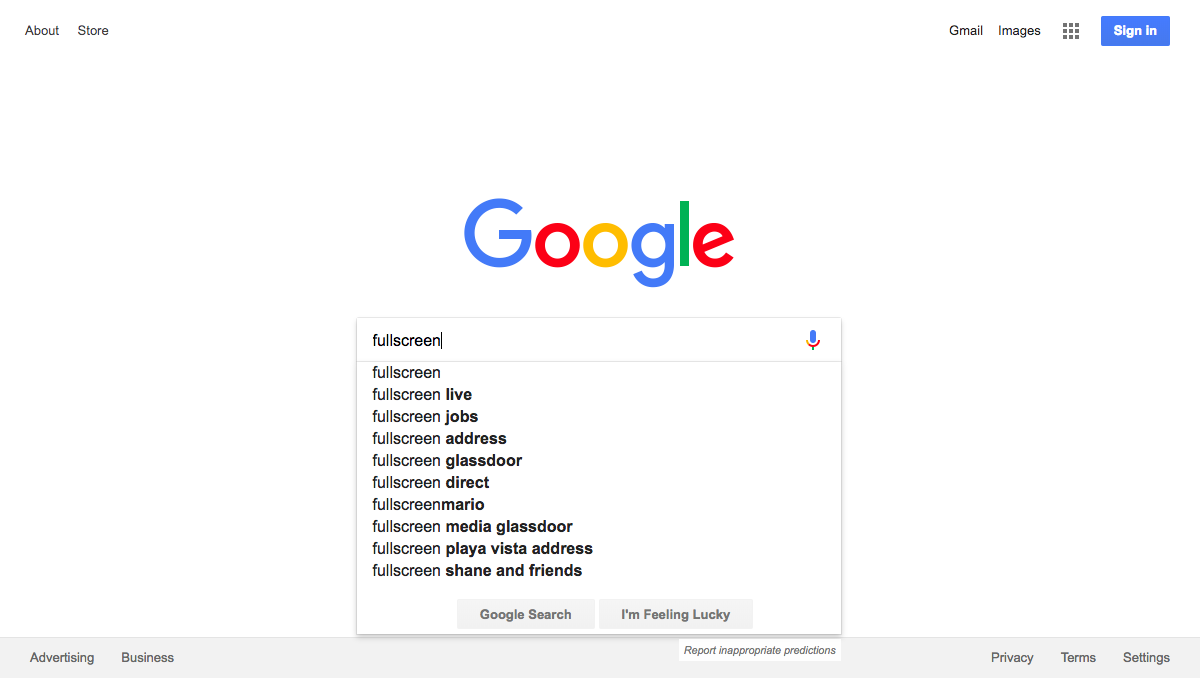 About Store Gmail Images Sign in
Google
fullscreen
fullscreen
fullscreen live
fullscreen jobs
fullscreen address
fullscreen glassdoor
fullscreen direct
fullscreenmario
fullscreen media glassdoor
fullscreen playa vista address
fullscreen shane and friends
Google Search I'm Feeling Lucky
Report inappropriate predictions
Advertising Business Privacy Terms Settings